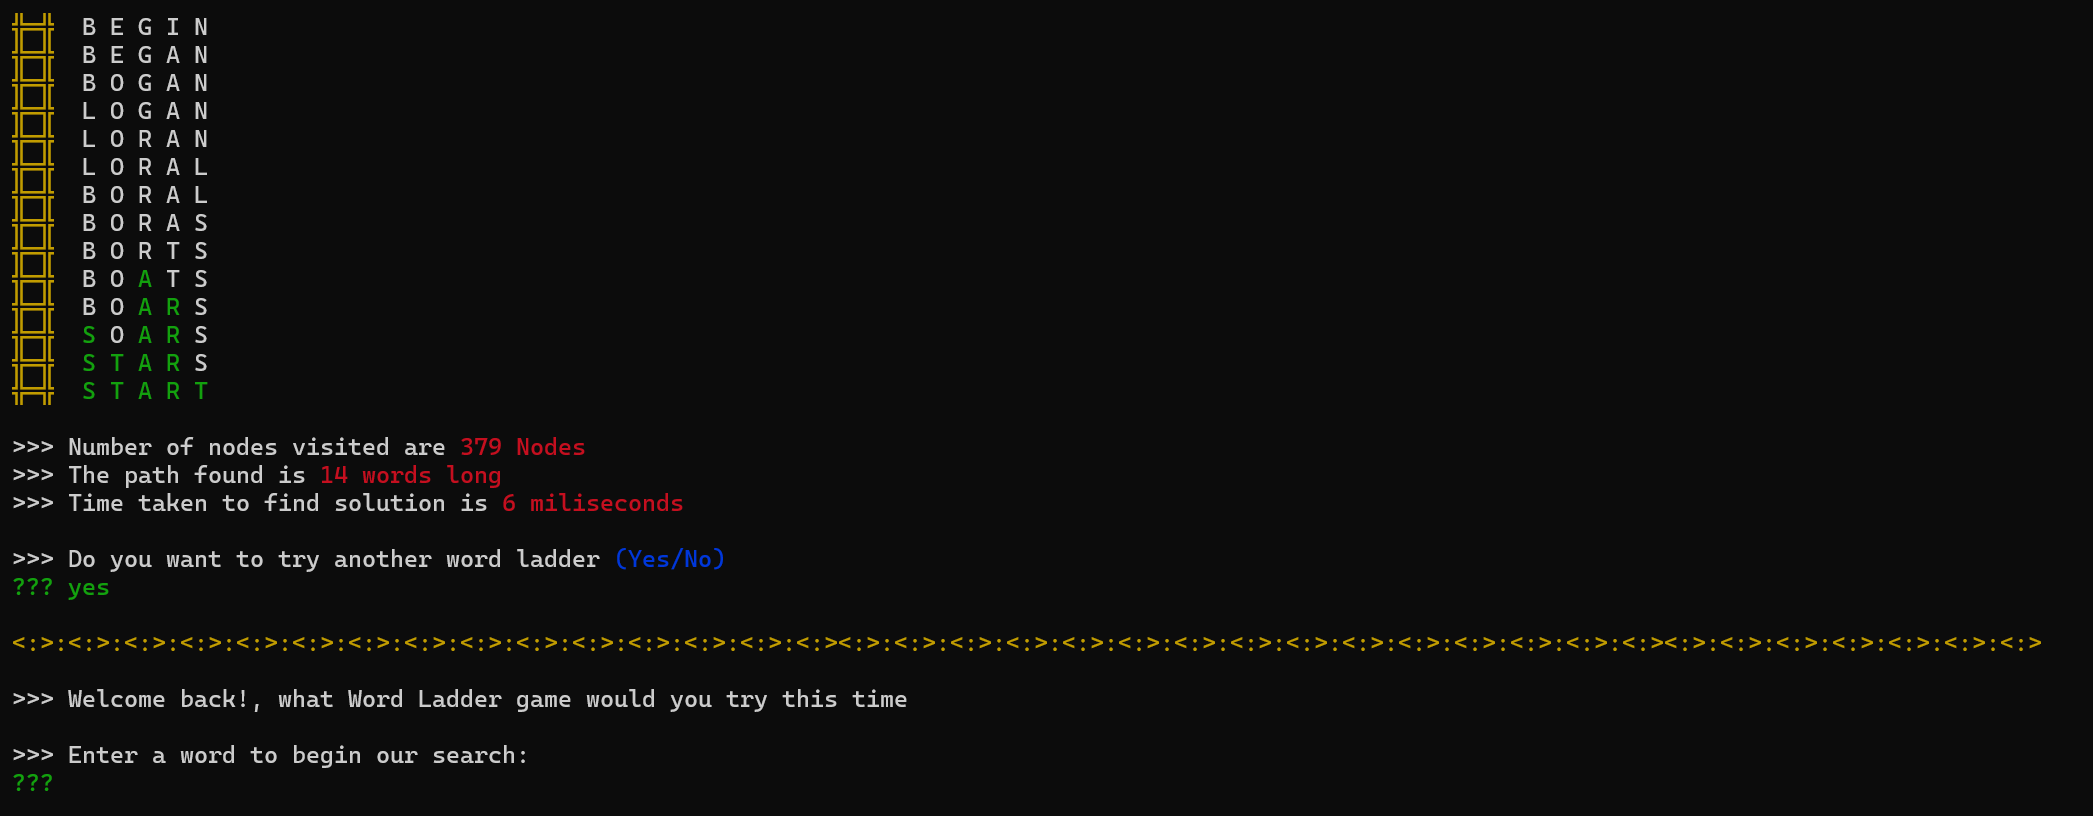 B E G I N
B E G A N
B O G A N
L O G A N
L O R A N
L O R A L
B O R A L
B O R A S
B O R T S
B O A T S
B O A R S
S O A R S
S T A R S
S T A R T
>>> Number of nodes visited are 379 Nodes
>>> The path found is 14 words long
>>> Time taken to find solution is 6 miliseconds
>>> Do you want to try another word ladder (Yes/No)
??? yes
<:>:<:>:<:>:<:>:<:>:<:>:<:>:<:>:<:>:<:>:<:>:<:>:<:>:<:>:<:><:>:<:>:<:>:<:>:<:>:<:>:<:>:<:>:<:>:<:>:<:>:<:>:<:>:<:>:<:><:>:<:>:<:>:<:>:<:>:<:>:<:>
>>> Welcome back!, what Word Ladder game would you try this time
>>> Enter a word to begin our search:
???